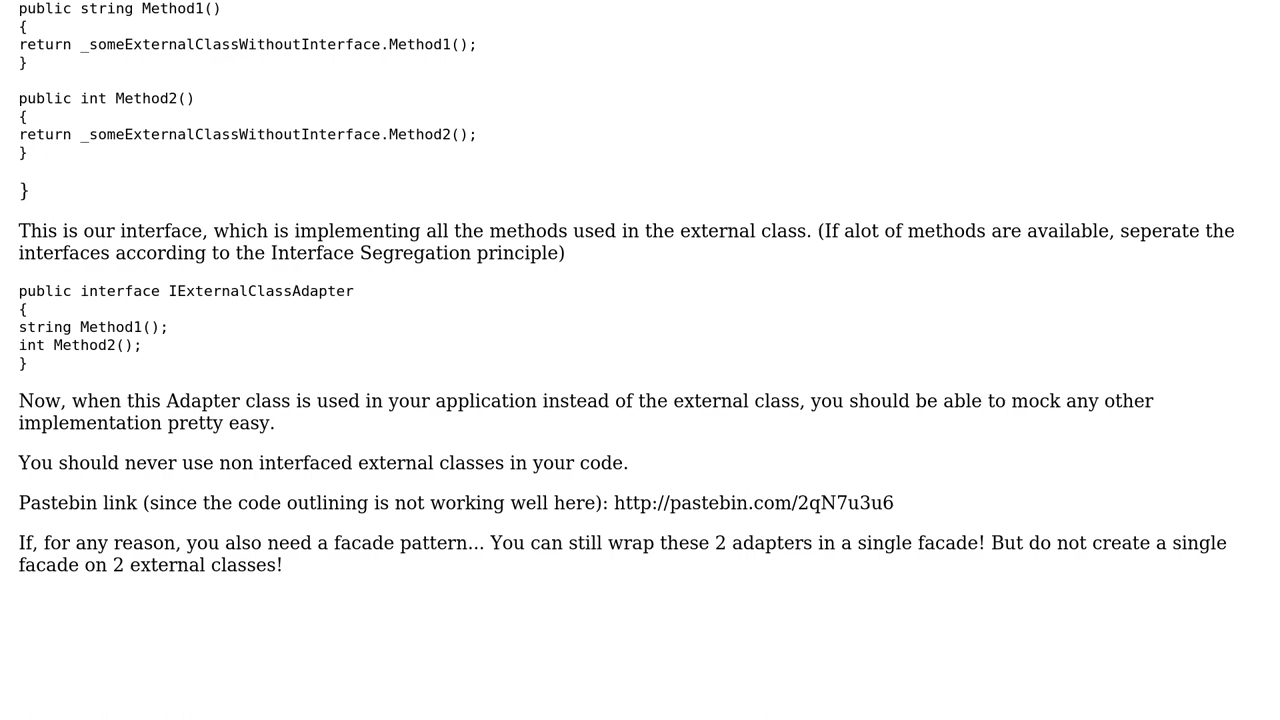 public string Method1()
{
return _someExternalClassWithoutInterface.Method1();
}
public int Method2()
{
return _someExternalClassWithoutInterface.Method2();
}
}
This is our interface, which is implementing all the methods used in the external class. (If alot of methods are available, seperate the
interfaces according to the Interface Segregation principle)
public interface IExternalClassAdapter
{
string Method1();
int Method2();
}
Now, when this Adapter class is used in your application instead of the external class, you should be able to mock any other
implementation pretty easy.
You should never use non interfaced external classes in your code.
Pastebin link (since the code outlining is not working well here): http://pastebin.com/2qN7u3u6
If, for any reason, you also need a facade pattern... You can still wrap these 2 adapters in a single facade! But do not create a single
facade on 2 external classes!